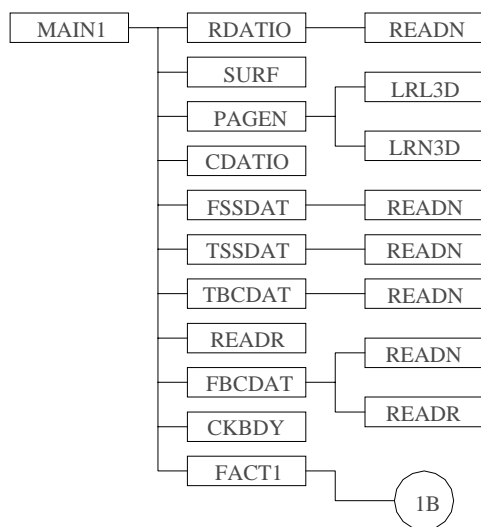 MAIN1
RDATIO
READN
SURF
PAGEN
LRL3D
LRN3D
CDATIO
FSSDAT
READN
TSSDAT
READN
TBCDAT
READN
READR
FBCDAT
READN
READR
CKBDY
FACT1
1B